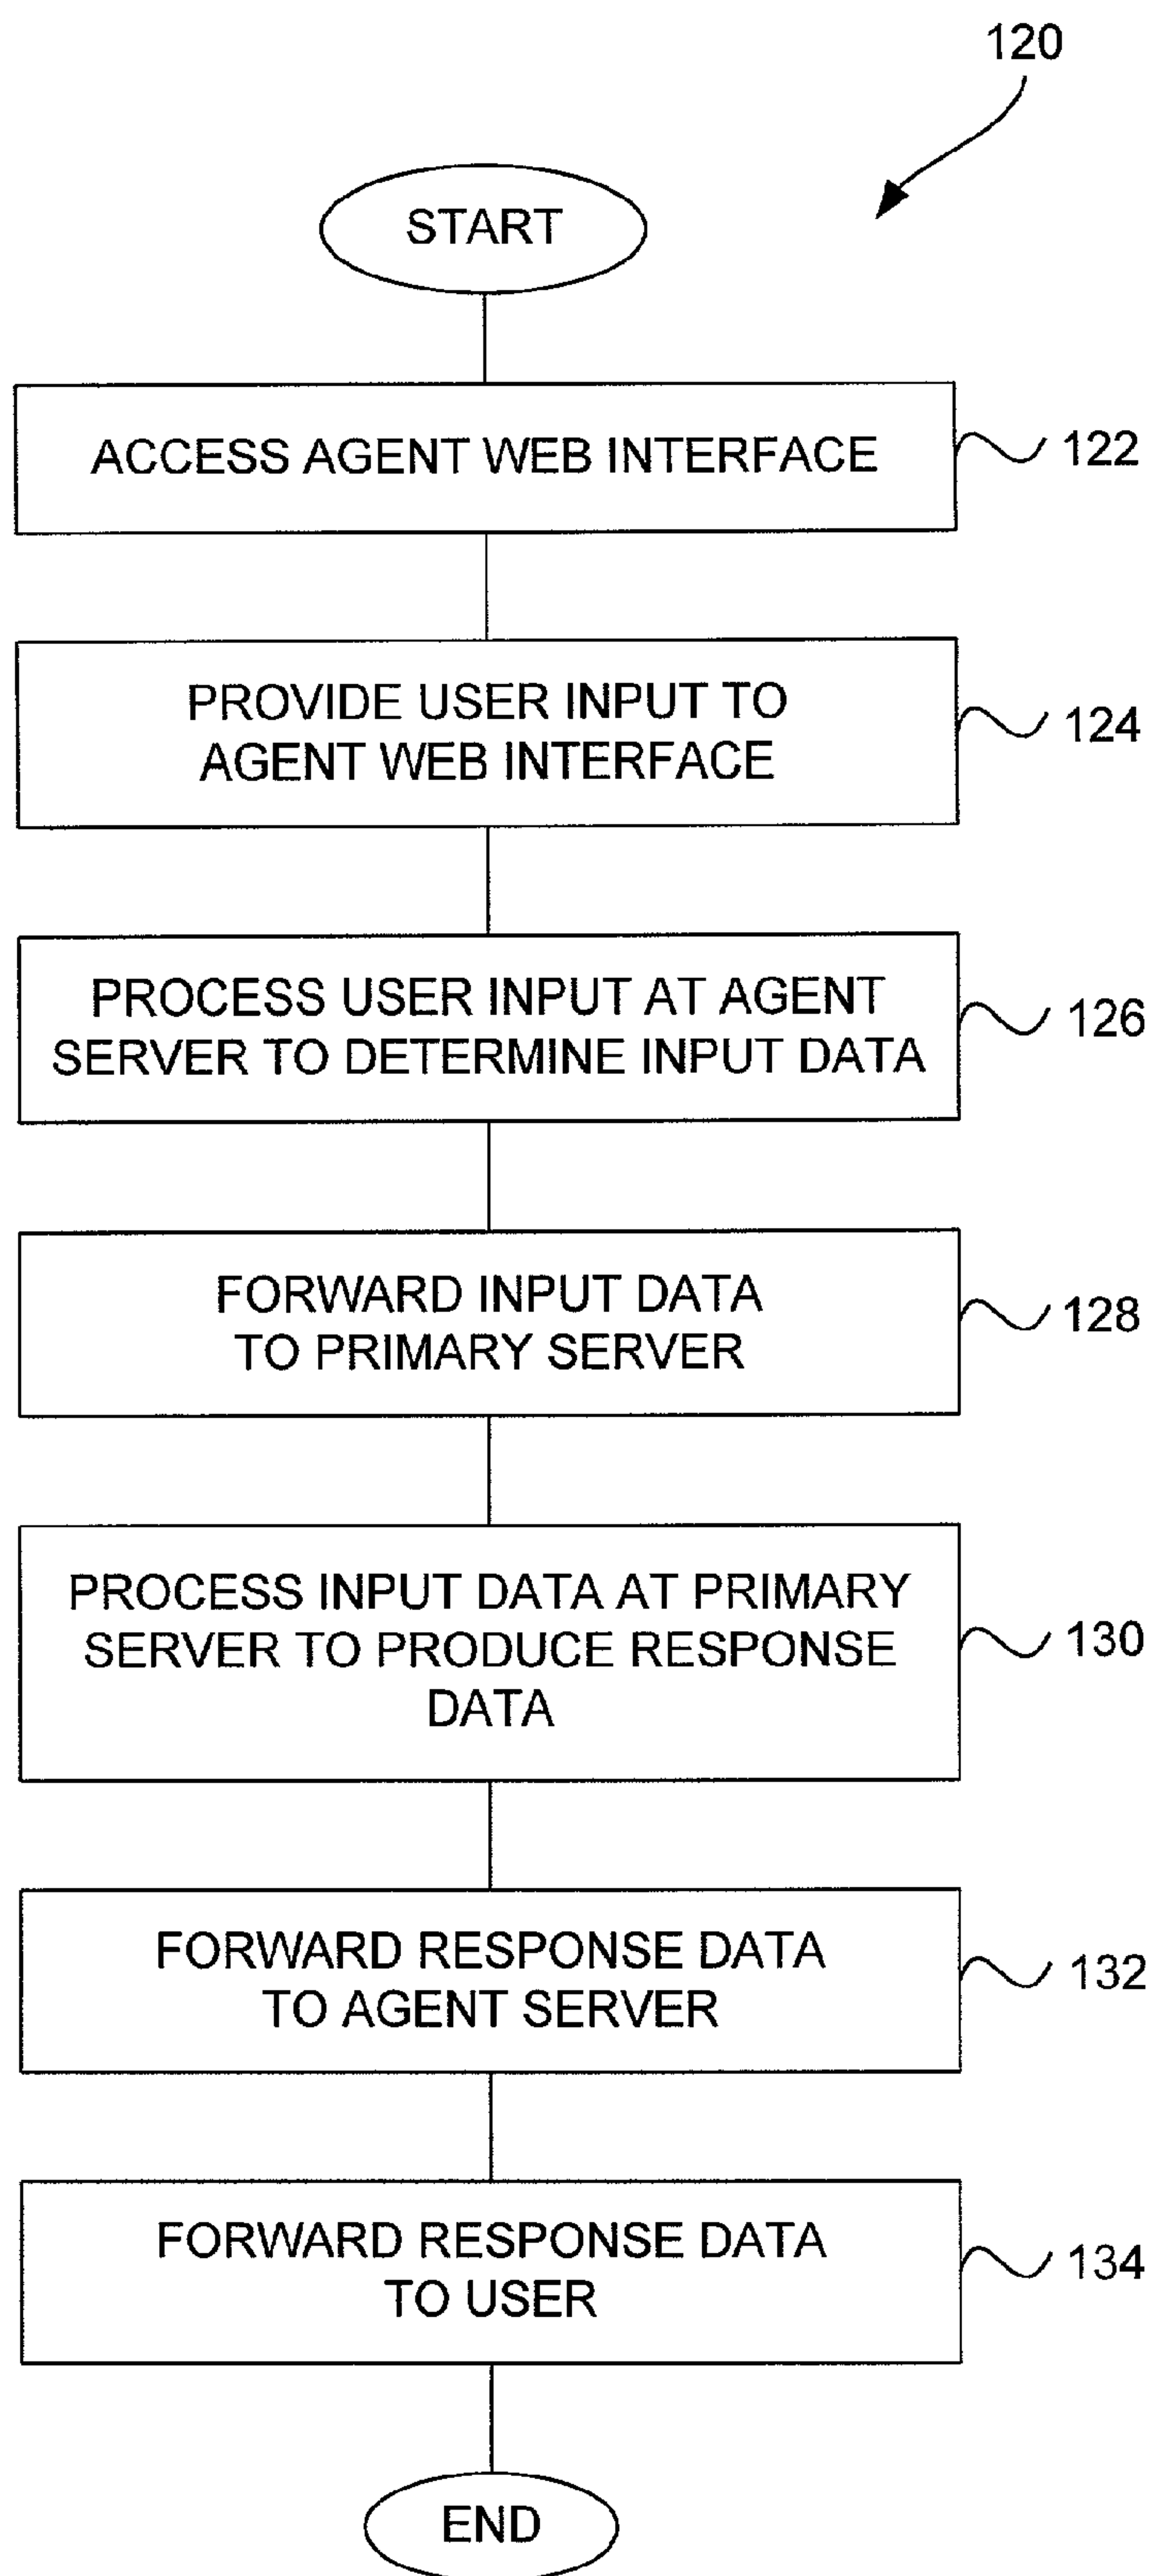 120
START
ACCESS AGENT WEB INTERFACE
122
PROVIDE USER INPUT TO
AGENT WEB INTERFACE
124
PROCESS USER INPUT AT AGENT
SERVER TO DETERMINE INPUT DATA
126
FORWARD INPUT DATA
TO PRIMARY SERVER
128
PROCESS INPUT DATA AT PRIMARY
SERVER TO PRODUCE RESPONSE
DATA
130
FORWARD RESPONSE DATA
TO AGENT SERVER
132
FORWARD RESPONSE DATA
TO USER
134
END